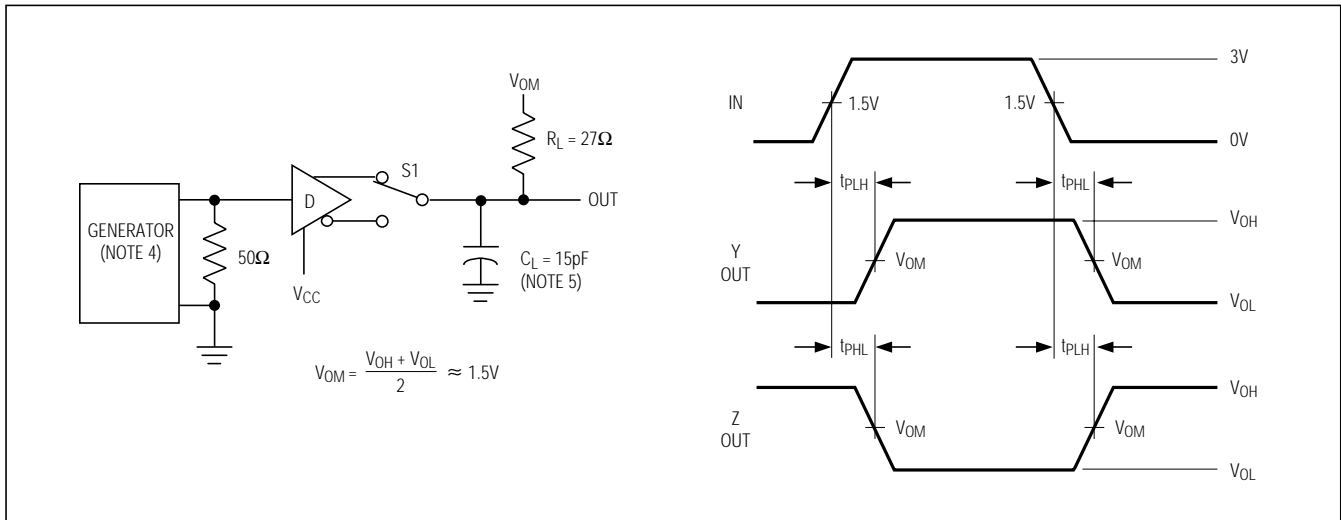 GENERATOR
(NOTE 4)
50Ω
D
VCC
S1
VOM
RL = 27Ω
OUT
CL = 15pF
(NOTE 5)
VOM = VOH + VOL / 2 ≈ 1.5V
IN
1.5V
1.5V
3V
0V
tPLH
tPHL
Y
OUT
VOM
VOM
VOH
VOL
tPHL
tPLH
Z
OUT
VOM
VOM
VOH
VOL